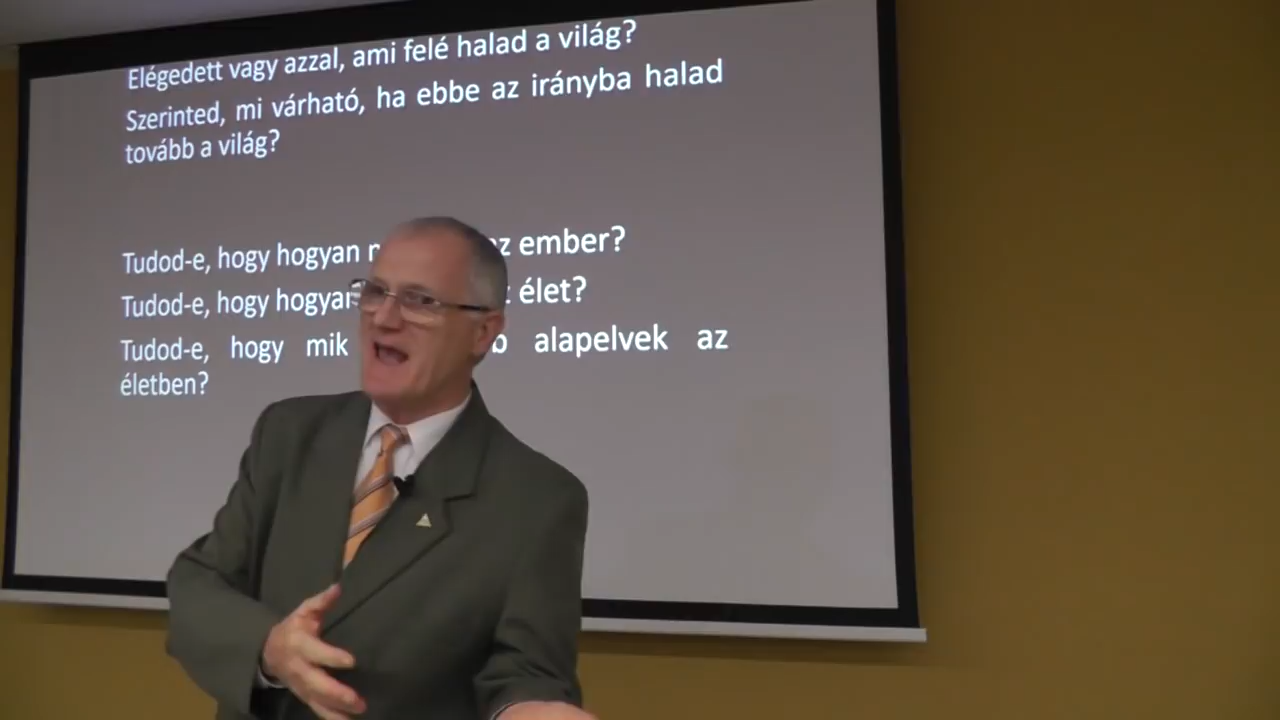 Elégedett vagy azzal, ami felé halad a világ?
Szerinted, mi várható, ha ebbe az irányba halad
tovább a világ?
Tudod-e, hogy hogyan az ember?
Tudod-e, hogy hogyan élet?
Tudod-e, hogy mik alapelvek az
életben?